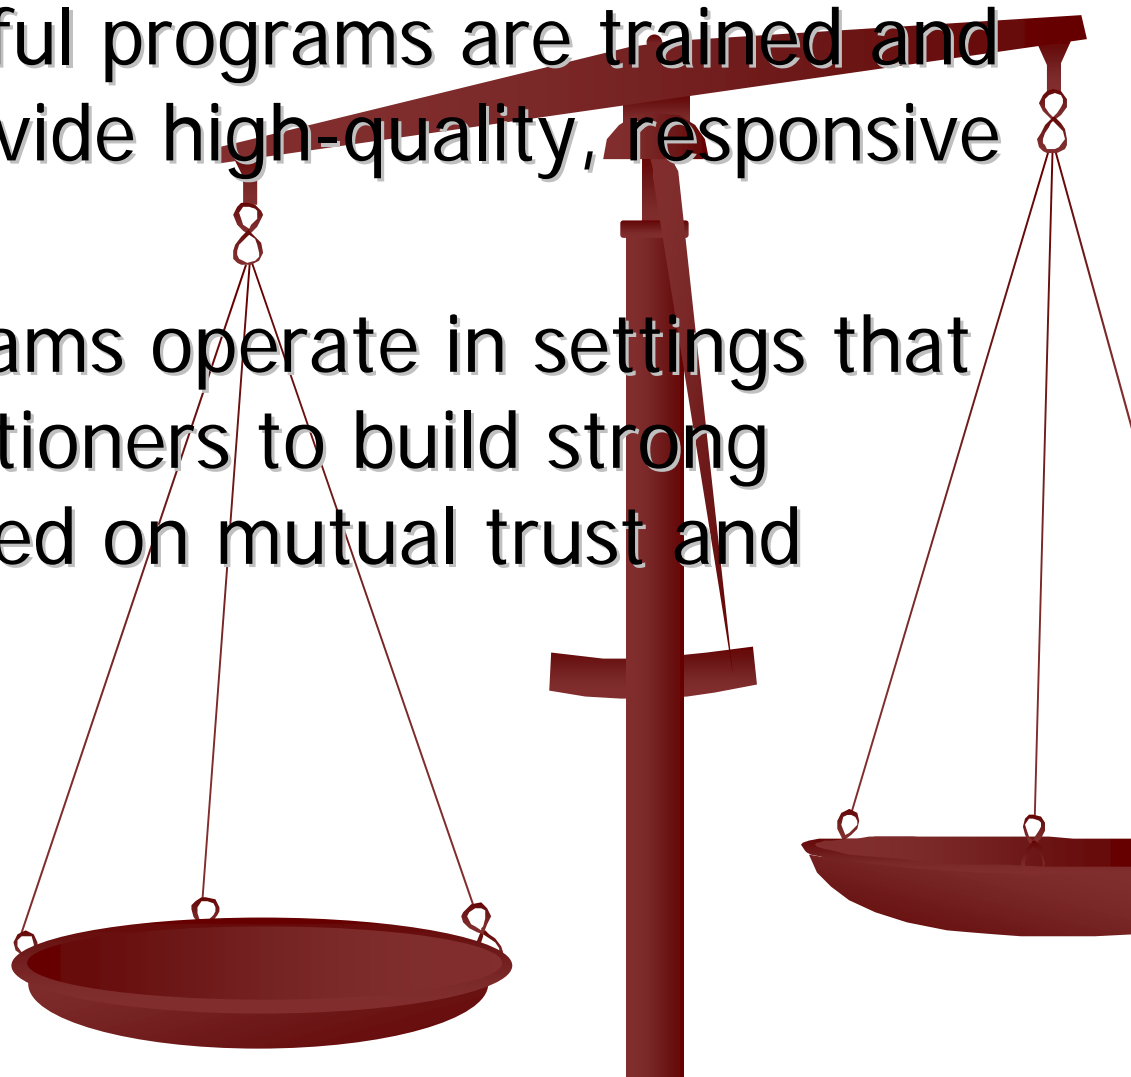 ful programs are trained and
vide high-quality, responsive
ams operate in settings that
tioners to build strong
ed on mutual trust and